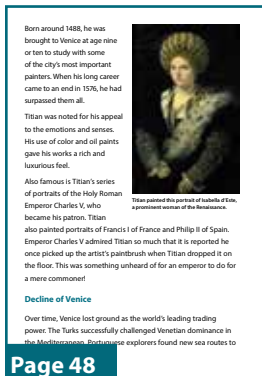 Born around 1488, he was
brought to Venice at age nine
or ten to study with some
of the city's most important
painters. When his long career
came to an end in 1576, he had
surpassed them all.
Titian was noted for his appeal
to the emotions and senses.
His use of color and oil paints
gave his works a rich and
luxurious feel.
Also famous is Titian's series
of portraits of the Holy Roman
Emperor Charles V, who
became his patron. Titian
also painted portraits of Francis I of France and Philip II of Spain.
Emperor Charles V admired Titian so much that it is reported he
once picked up the artist's paintbrush when Titian dropped it on
the floor. This was something unheard of for an emperor to do for
a mere commoner!
Titian painted this portrait of Isabella d'Este,
a prominent woman of the Renaissance.
Decline of Venice
Over time, Venice lost ground as the world's leading trading
power. The Turks successfully challenged Venetian dominance in
the Mediterranean. Portuguese explorers found new sea routes to
Page 48